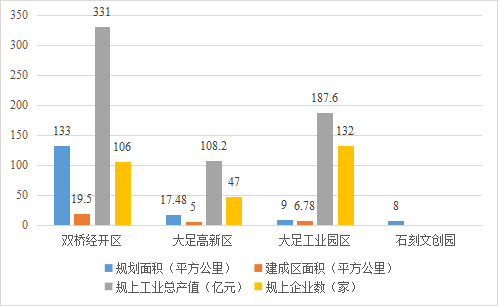 350
300
250
200
150
100
50
0
133
19.5
331
106
17.48
5
108.2
47
9
6.78
187.6
132
8
双桥经开区
大足高新区
大足工业园区
石刻文创园
规划面积（平方公里）
建成区面积（平方公里）
规上工业总产值（亿元）
规上企业数（家）